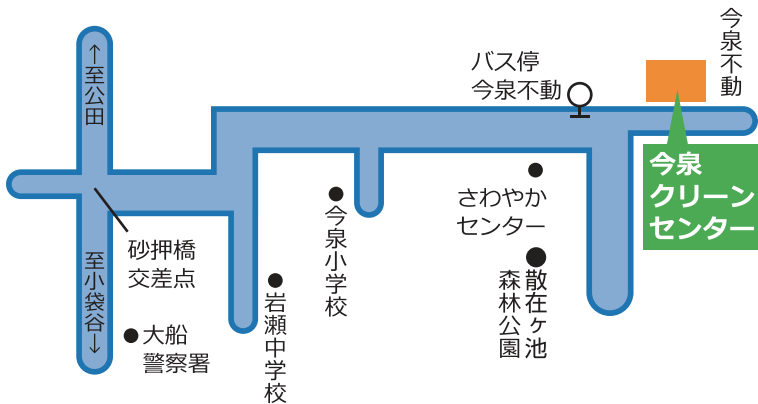 ←至公田
至小袋谷→
砂押橋
交差点
大船
警察署
岩瀬中学校
今泉小学校
バス停
今泉不動
さわやか
センター
散在ヶ池
森林公園
今泉不動
今泉
クリーン
センター